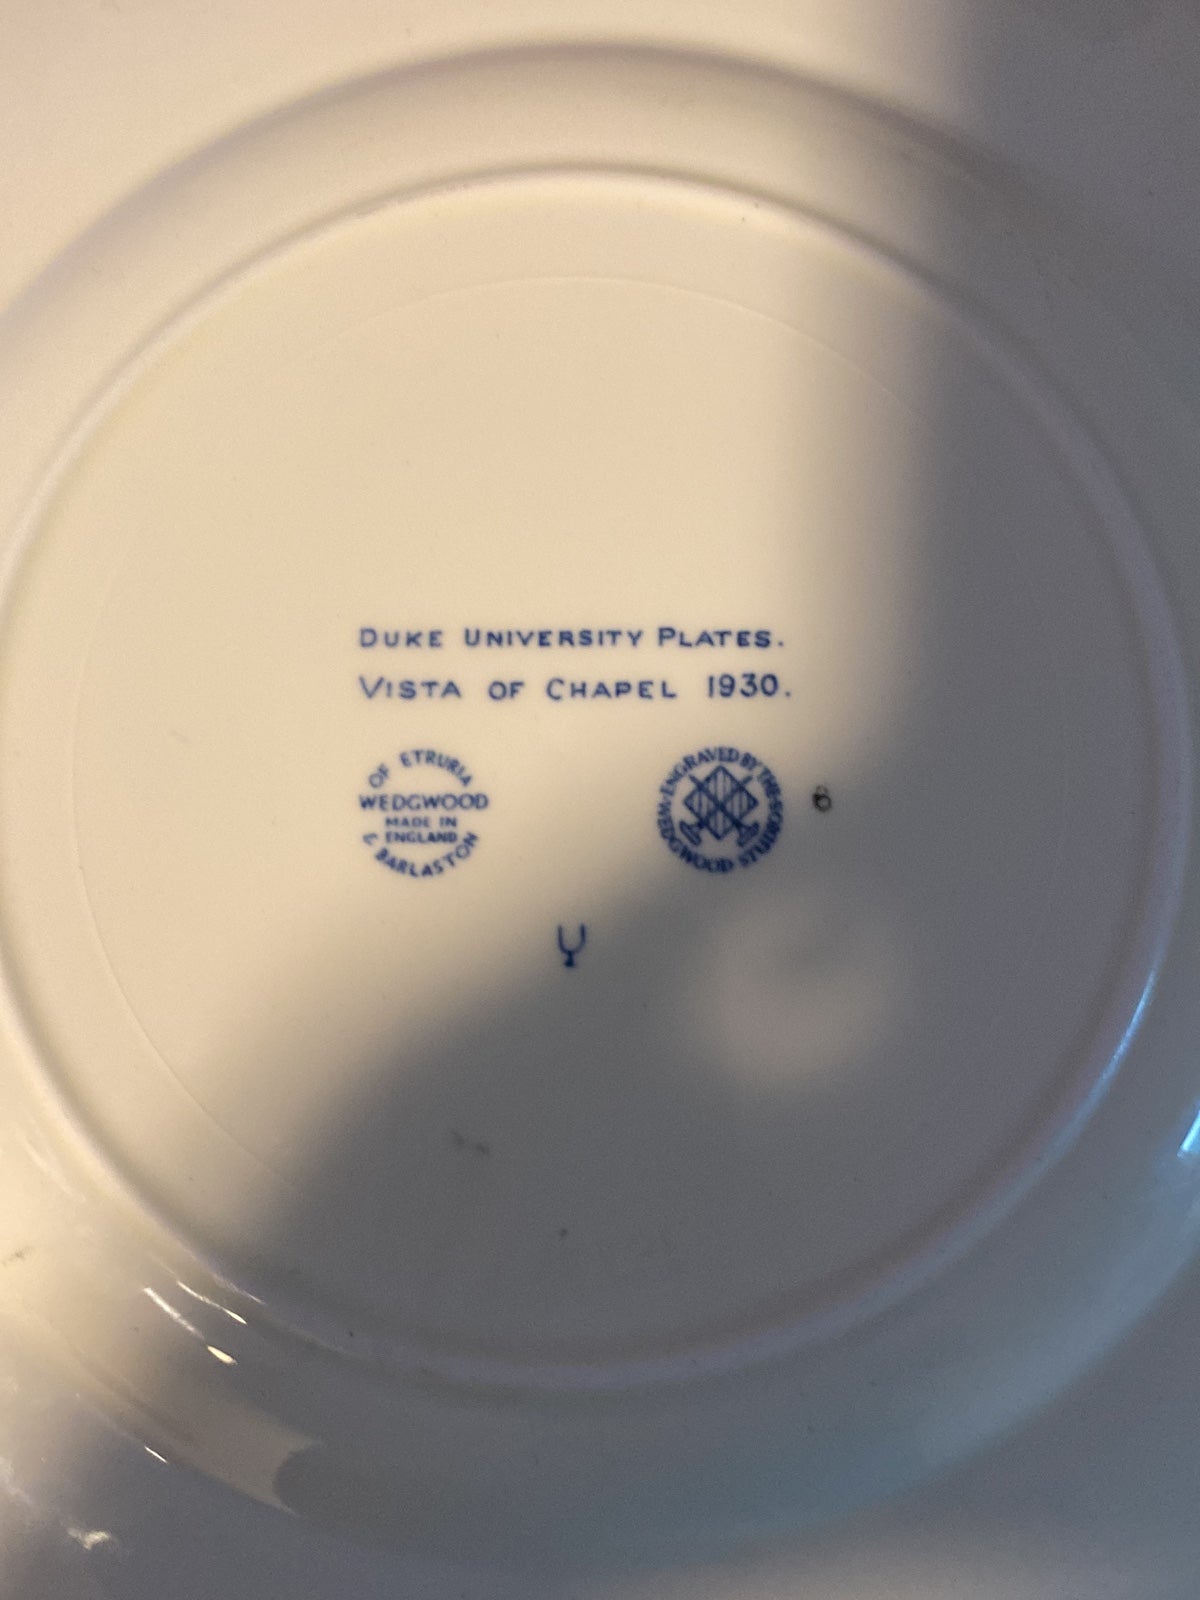 DUKE UNIVERSITY PLATES.
VISTA OF CHAPEL 1930.
OF ETRURIA
WEDGWOOD
MADE IN
ENGLAND
& BARLASTON
ENGRAVED BY THE
WEDGWOOD STUDIO
Y